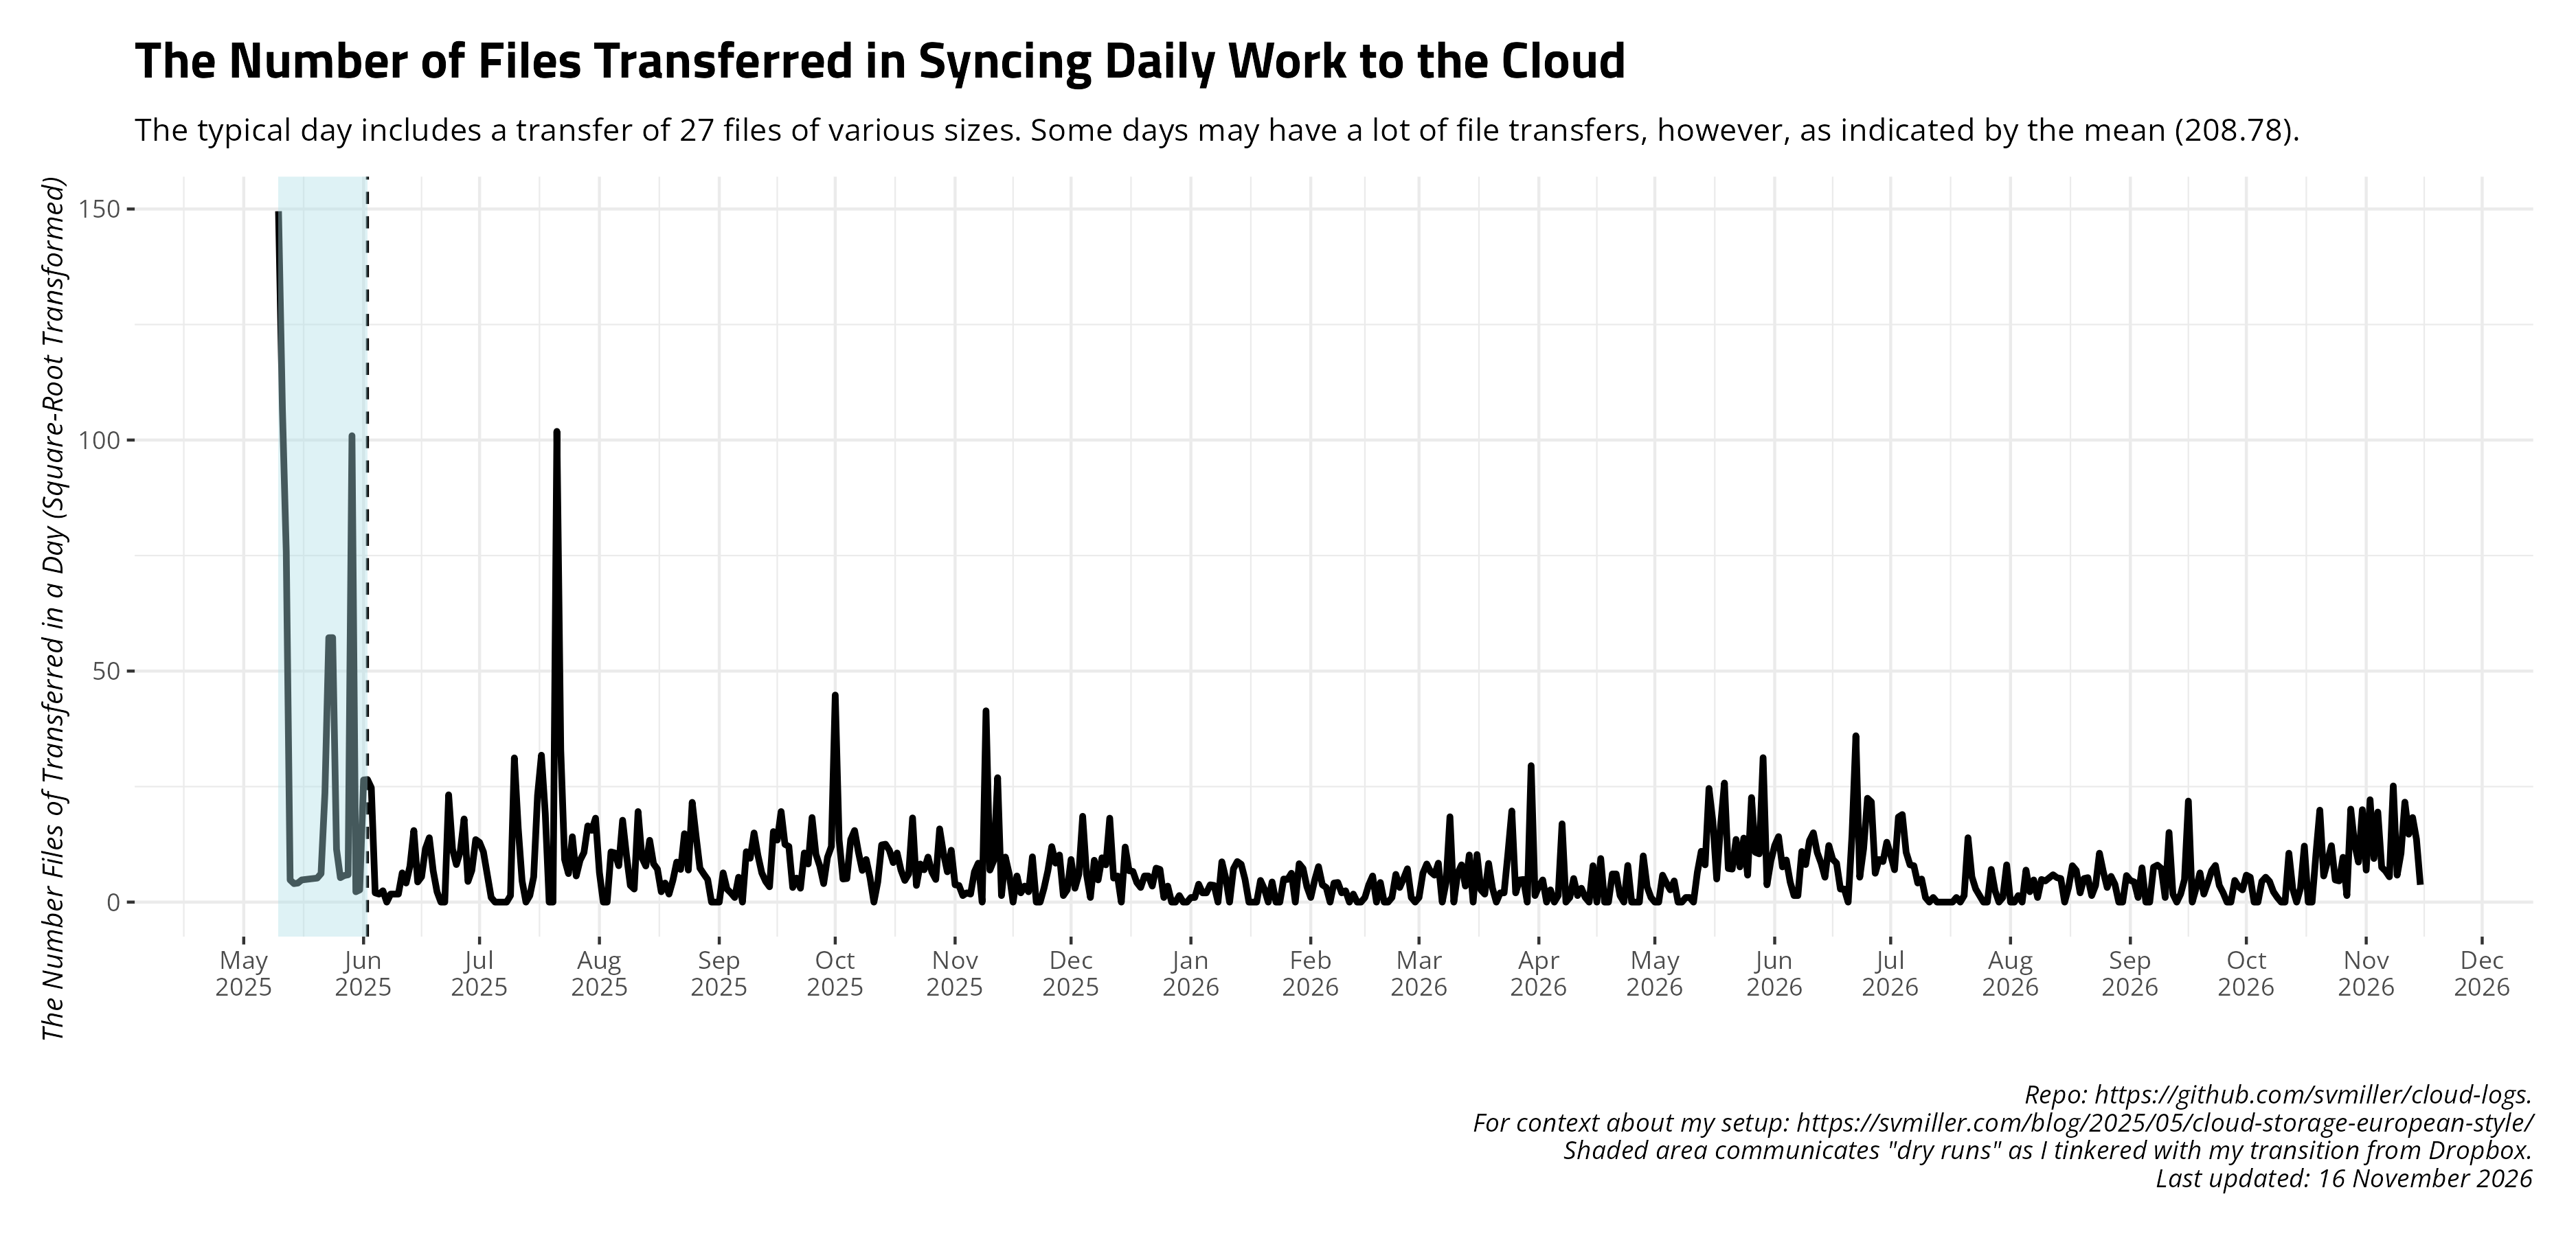 The Number of Files Transferred in Syncing Daily Work to the Cloud
The typical day includes a transfer of 27 files of various sizes. Some days may have a lot of file transfers, however, as indicated by the mean (208.78).
The Number Files of Transferred in a Day (Square-Root Transformed)
150
100
50
0
May Jun Jul Aug Sep Oct Nov Dec Jan Feb Mar Apr May Jun Jul Aug Sep Oct Nov Dec
2025 2025 2025 2025 2025 2025 2025 2025 2026 2026 2026 2026 2026 2026 2026 2026 2026 2026 2026 2026
Repo: https://github.com/svmiller/cloud-logs.
For context about my setup: https://svmiller.com/blog/2025/05/cloud-storage-european-style/
Shaded area communicates "dry runs" as I tinkered with my transition from Dropbox.
Last updated: 16 November 2026